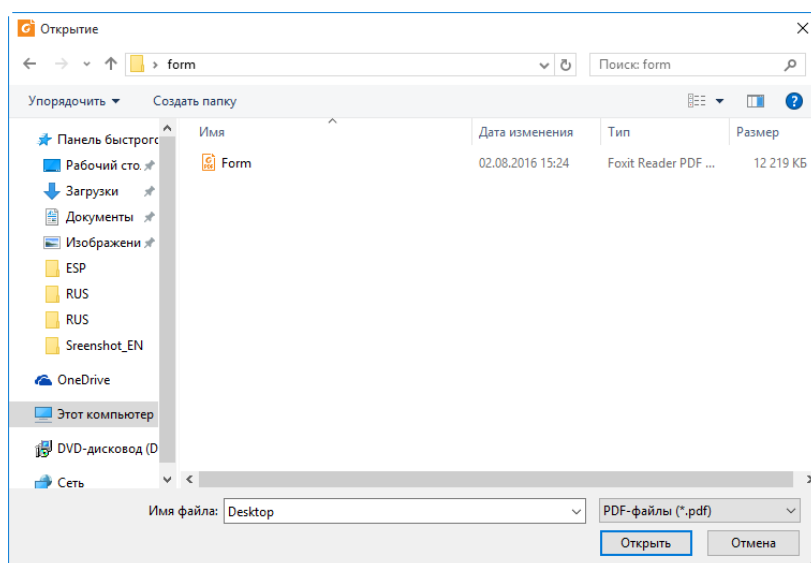 Открытие
form
Поиск: form
Упорядочить
Создать папку
Имя
Дата изменения
Тип
Размер
Панель быстрого
Рабочий сто.
Загрузки
Документы
Изображени
ESP
RUS
RUS
Sreenshot_EN
OneDrive
Этот компьютер
DVD-дисковод (D
Сеть
Form
02.08.2016 15:24
Foxit Reader PDF ...
12 219 КБ
Имя файла:
Desktop
PDF-файлы (*.pdf)
Открыть
Отмена